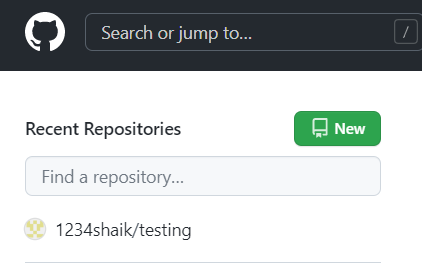 Search or jump to...
/
Recent Repositories
New
Find a repository...
1234shaik/testing